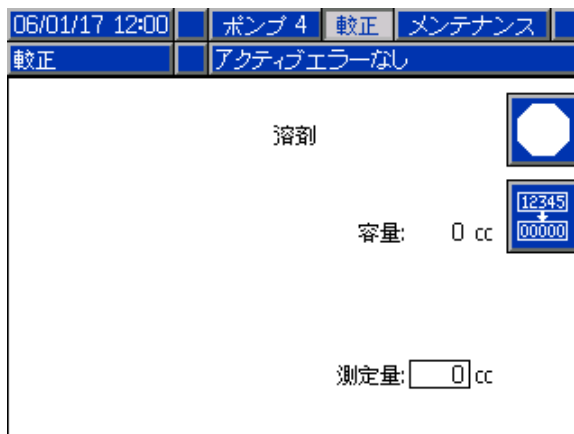 06/01/17 12:00 ポンプ 4 較正 メンテナンス
較正 アクティブエラーなし
溶剤
12345
容量: 0 cc
00000
測定量: 0 cc